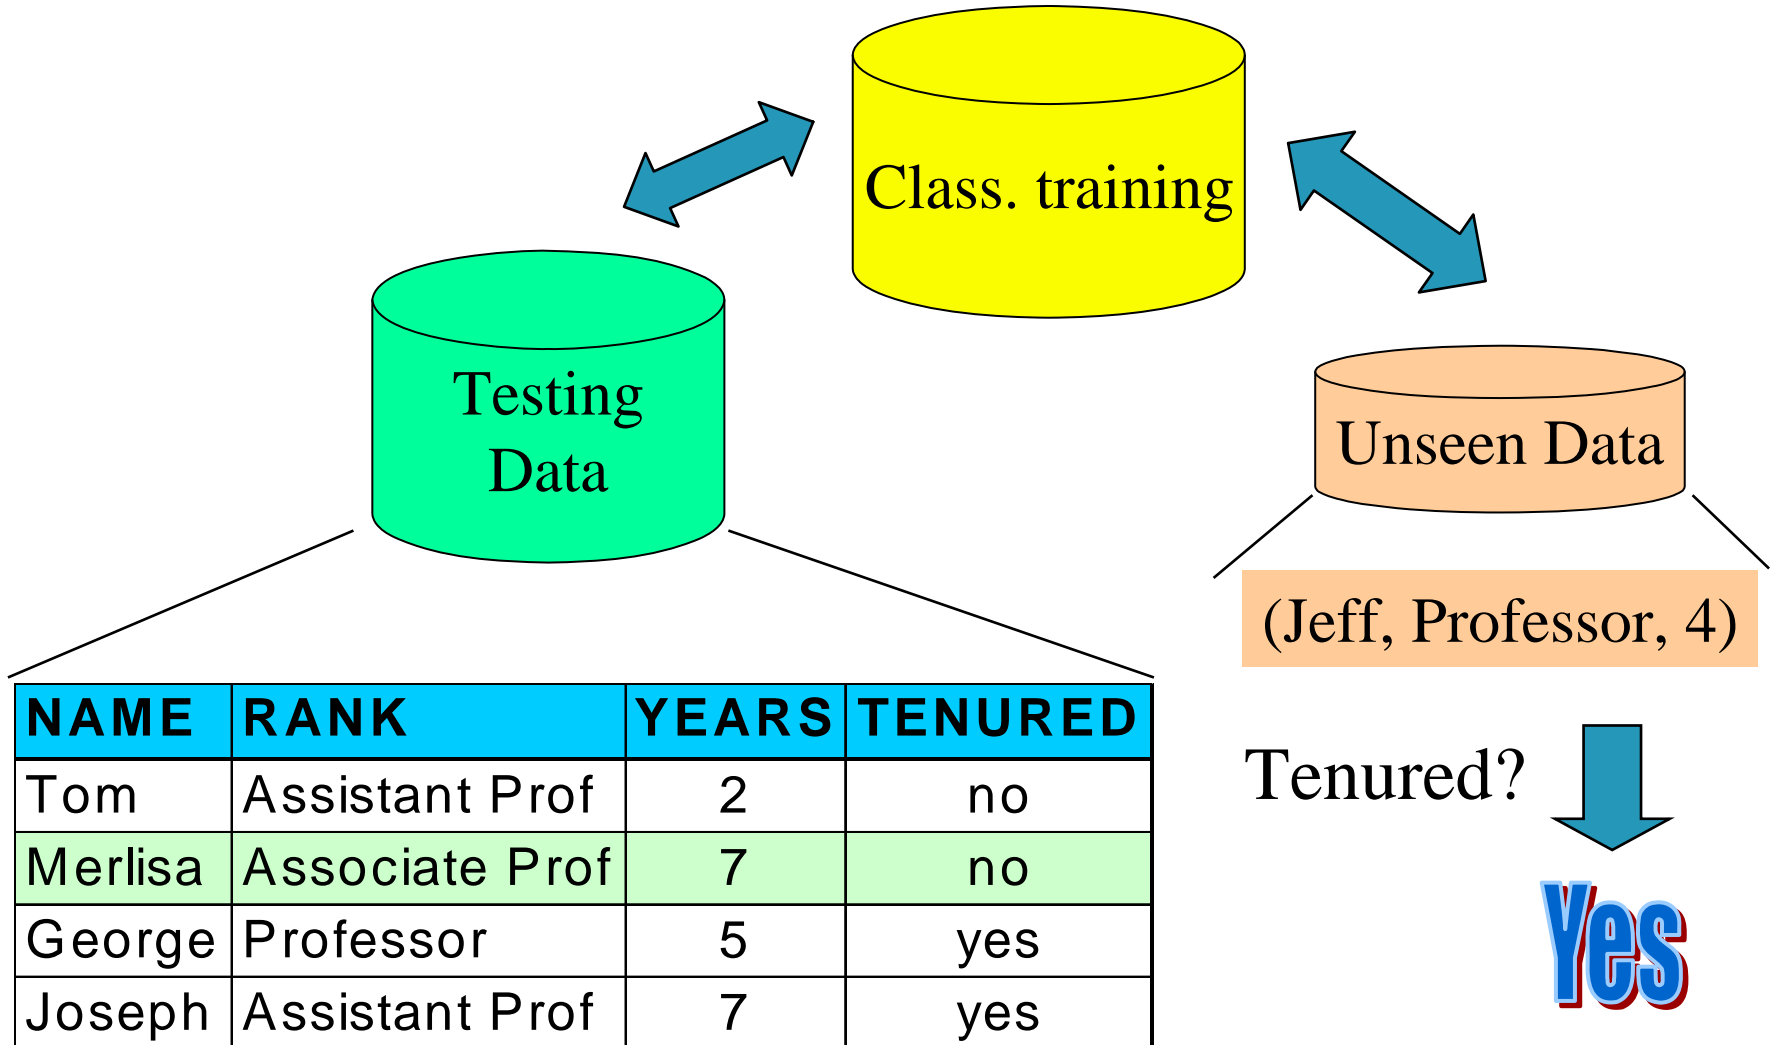 Class. training
Testing
Data
Unseen Data
(Jeff, Professor, 4)
NAME RANK YEARS TENURED
Tom Assistant Prof 2 no
Merlisa Associate Prof 7 no
George Professor 5 yes
Joseph Assistant Prof 7 yes
Tenured?
Yes